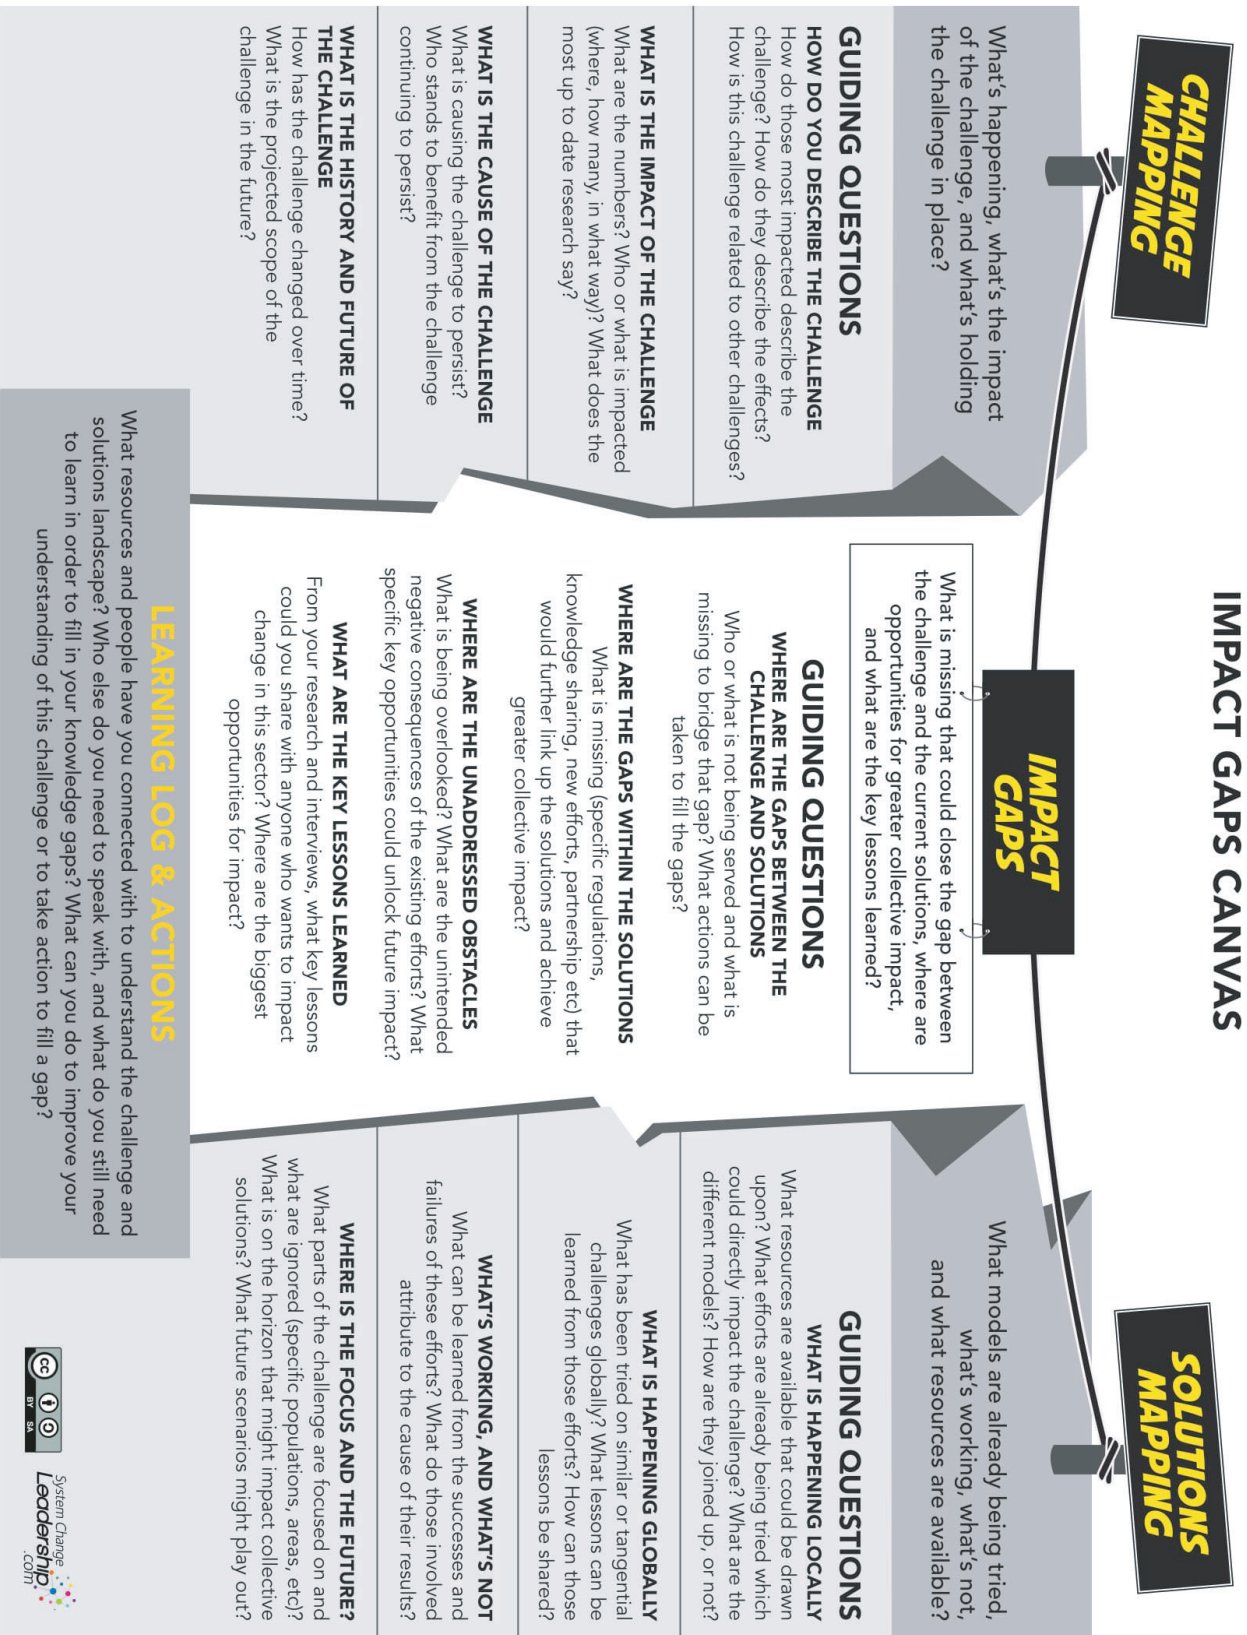 IMPACT GAPS CANVAS
CHALLENGE
MAPPING
What's happening, what's the impact
of the challenge, and what's holding
the challenge in place?
GUIDING QUESTIONS
HOW DO YOU DESCRIBE THE CHALLENGE
How do those most impacted describe the
challenge? How do they describe the effects?
How is this challenge related to other challenges?
WHAT IS THE IMPACT OF THE CHALLENGE
What are the numbers? Who or what is impacted
(where, how many, in what way)? What does the
most up to date research say?
WHAT IS THE CAUSE OF THE CHALLENGE
What is causing the challenge to persist?
Who stands to benefit from the challenge
continuing to persist?
WHAT IS THE HISTORY AND FUTURE OF
THE CHALLENGE
How has the challenge changed over time?
What is the projected scope of the
challenge in the future?
IMPACT
GAPS
What is missing that could close the gap between
the challenge and the current solutions, where are
opportunities for greater collective impact,
and what are the key lessons learned?
GUIDING QUESTIONS
WHERE ARE THE GAPS BETWEEN THE
CHALLENGE AND SOLUTIONS
Who or what is not being served and what is
missing to bridge that gap? What actions can be
taken to fill the gaps?
WHERE ARE THE GAPS WITHIN THE SOLUTIONS
What is missing (specific regulations,
knowledge sharing, new efforts, partnership etc) that
would further link up the solutions and achieve
greater collective impact?
WHERE ARE THE UNADDRESSED OBSTACLES
What is being overlooked? What are the unintended
negative consequences of the existing efforts? What
specific key opportunities could unlock future impact?
WHAT ARE THE KEY LESSONS LEARNED
From your research and interviews, what key lessons
could you share with anyone who wants to impact
change in this sector? Where are the biggest
opportunities for impact?
SOLUTIONS
MAPPING
What models are already being tried,
what's working, what's not,
and what resources are available?
GUIDING QUESTIONS
WHAT IS HAPPENING LOCALLY
What resources are available that could be drawn
upon? What efforts are already being tried which
could directly impact the challenge? What are the
different models? How are they joined up, or not?
WHAT IS HAPPENING GLOBALLY
What has been tried on similar or tangential
challenges globally? What lessons can be
learned from those efforts? How can those
lessons be shared?
WHAT'S WORKING, AND WHAT'S NOT
What can be learned from the successes and
failures of these efforts? What do those involved
attribute to the cause of their results?
WHERE IS THE FOCUS AND THE FUTURE?
What parts of the challenge are focused on and
what are ignored (specific populations, areas, etc)?
What is on the horizon that might impact collective
solutions? What future scenarios might play out?
LEARNING LOG & ACTIONS
What resources and people have you connected with to understand the challenge and
solutions landscape? Who else do you need to speak with, and what do you still need
to learn in order to fill in your knowledge gaps? What can you do to improve your
understanding of this challenge or to take action to fill a gap?
cc
BY SA
System Change
Leadership
.com